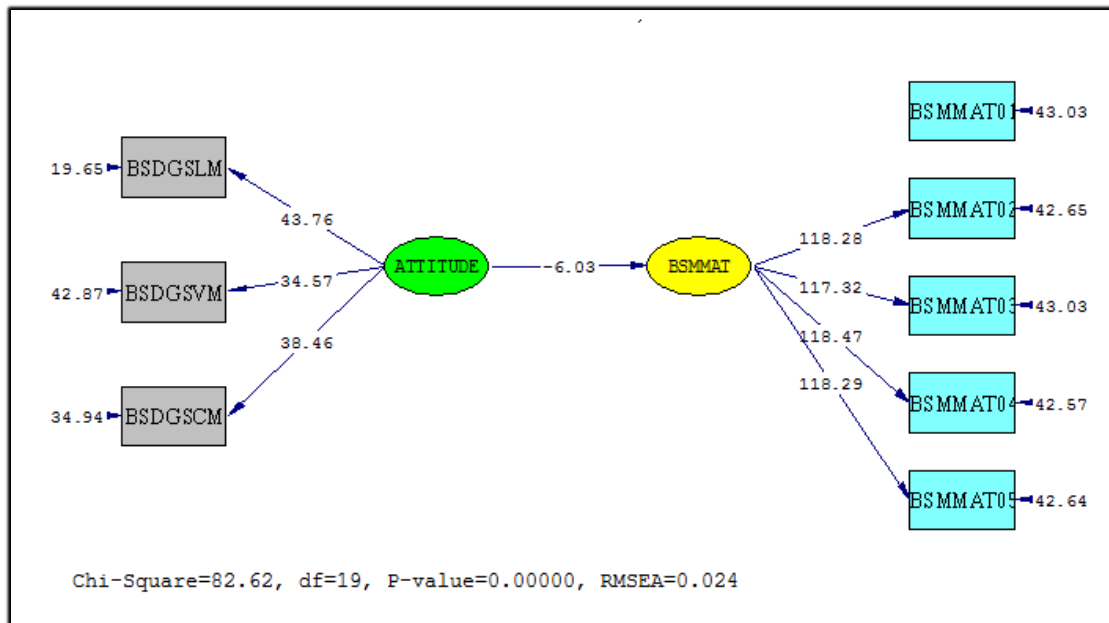 BSMMAT01
43.03
19.65
BSDGSLM
43.76
BSMMAT02
42.65
118.28
42.87
BSDGSVM
34.57
ATTITUDE
-6.03
BSMMAT
117.32
BSMMAT03
43.03
38.46
118.47
118.29
34.94
BSDGSCM
BSMMAT04
42.57
BSMMAT05
42.64
Chi-Square=82.62, df=19, P-value=0.00000, RMSEA=0.024